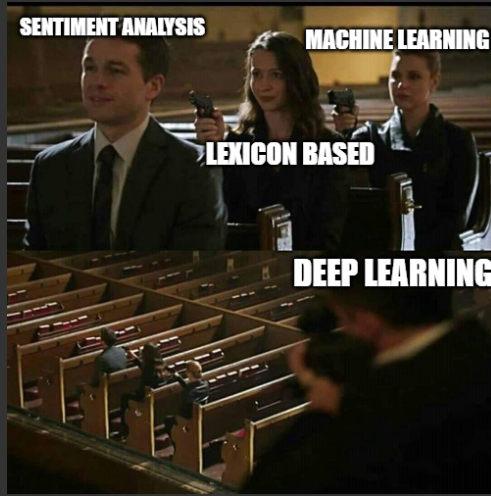 SENTIMENT ANALYSIS
MACHINE LEARNING
LEXICON BASED
DEEP LEARNING